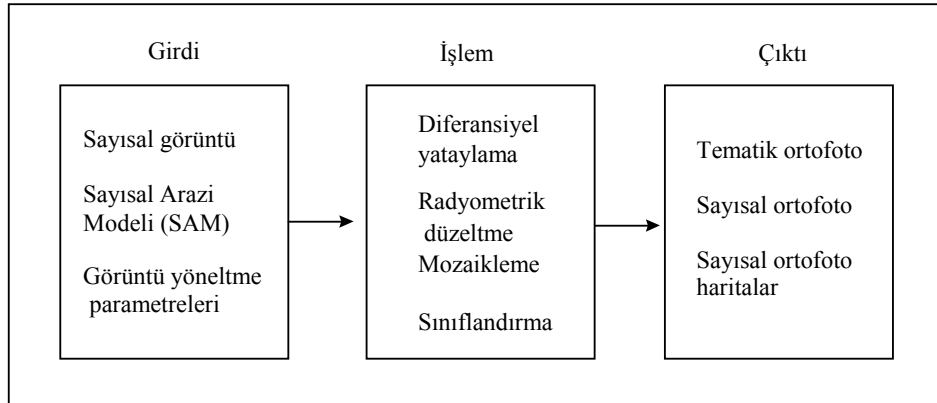 Girdi
Sayısal görüntü
Sayısal Arazi
Modeli (SAM)
Görüntü yöneltme
parametreleri
İşlem
Diferansiyel
yataylama
Radyometrik
düzeltme
Mozaikleme
Sınıflandırma
Çıktı
Tematik ortofoto
Sayısal ortofoto
Sayısal ortofoto
haritalar